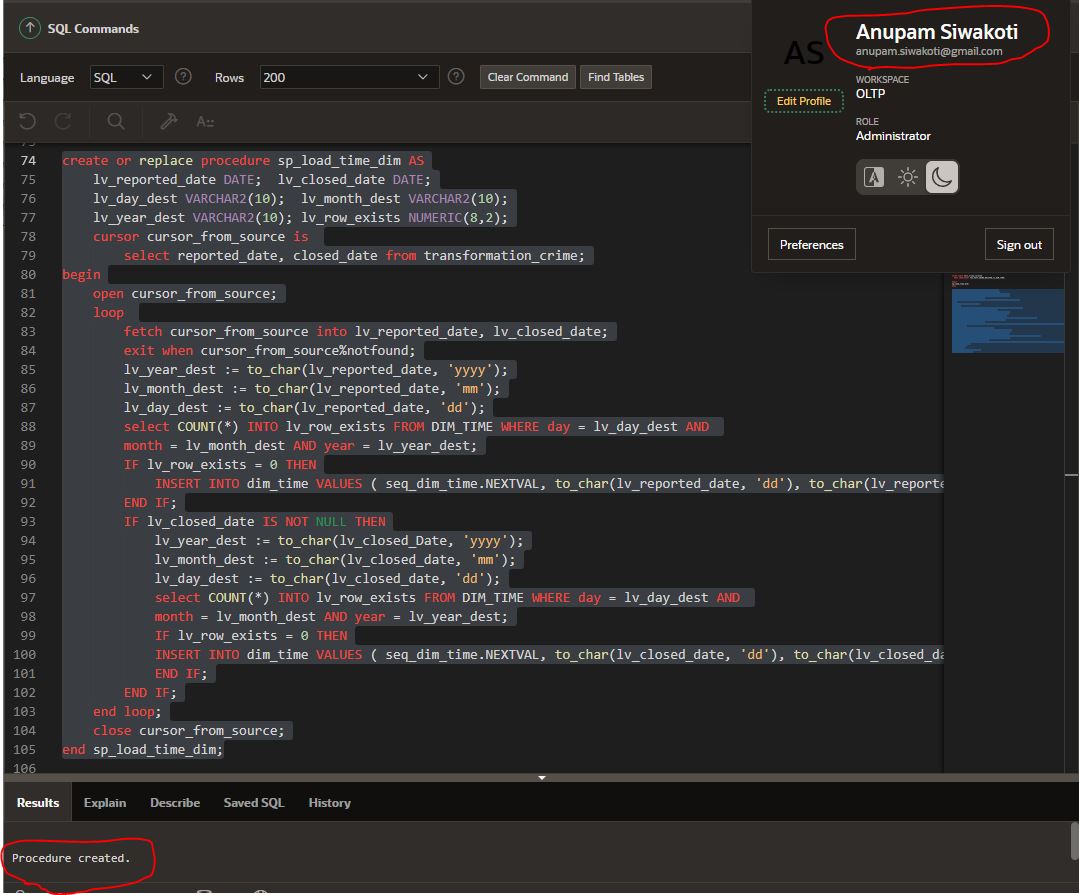 SQL Commands
Anupam Siwakoti
AS
anupam.siwakoti@gmail.com
Language SQL ? Rows 200 ? Clear Command Find Tables
WORKSPACE
OLTP
Edit Profile
ROLE
Administrator
A::
A
Preferences Sign out
74 create or replace procedure sp_load_time_dim AS
75 lv_reported_date DATE; lv_closed_date DATE;
76 lv_day_dest VARCHAR2(10); lv_month_dest VARCHAR2(10);
77 lv_year_dest VARCHAR2(10); lv_row_exists NUMERIC(8,2);
78 cursor cursor_from_source is
79 select reported_date, closed_date from transformation_crime;
80 begin
81 open cursor_from_source;
82 loop
83 fetch cursor_from_source into lv_reported_date, lv_closed_date;
84 exit when cursor_from_source%notfound;
85 lv_year_dest := to_char(lv_reported_date, 'yyyy');
86 lv_month_dest := to_char(lv_reported_date, 'mm');
87 lv_day_dest := to_char(lv_reported_date, 'dd');
88 select COUNT(*) INTO lv_row_exists FROM DIM_TIME WHERE day = lv_day_dest AND
89 month = lv_month_dest AND year = lv_year_dest;
90 IF lv_row_exists = 0 THEN
91 INSERT INTO dim_time VALUES ( seq_dim_time.NEXTVAL, to_char(lv_reported_date, 'dd'), to_char(lv_reporte
92 END IF;
93 IF lv_closed_date IS NOT NULL THEN
94 lv_year_dest := to_char(lv_closed_Date, 'yyyy');
95 lv_month_dest := to_char(lv_closed_date, 'mm');
96 lv_day_dest := to_char(lv_closed_date, 'dd');
97 select COUNT(*) INTO lv_row_exists FROM DIM_TIME WHERE day = lv_day_dest AND
98 month = lv_month_dest AND year = lv_year_dest;
99 IF lv_row_exists = 0 THEN
100 INSERT INTO dim_time VALUES ( seq_dim_time.NEXTVAL, to_char(lv_closed_date, 'dd'), to_char(lv_closed_da
101 END IF;
102 END IF;
103 end loop;
104 close cursor_from_source;
105 end sp_load_time_dim;
106
Results Explain Describe Saved SQL History
Procedure created.